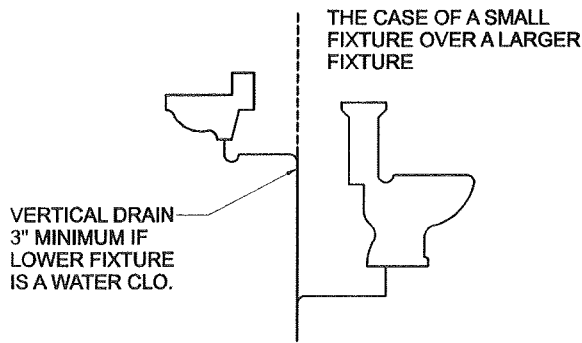 THE CASE OF A SMALL
FIXTURE OVER A LARGER
FIXTURE
VERTICAL DRAIN
3" MINIMUM IF
LOWER FIXTURE
IS A WATER CLO.